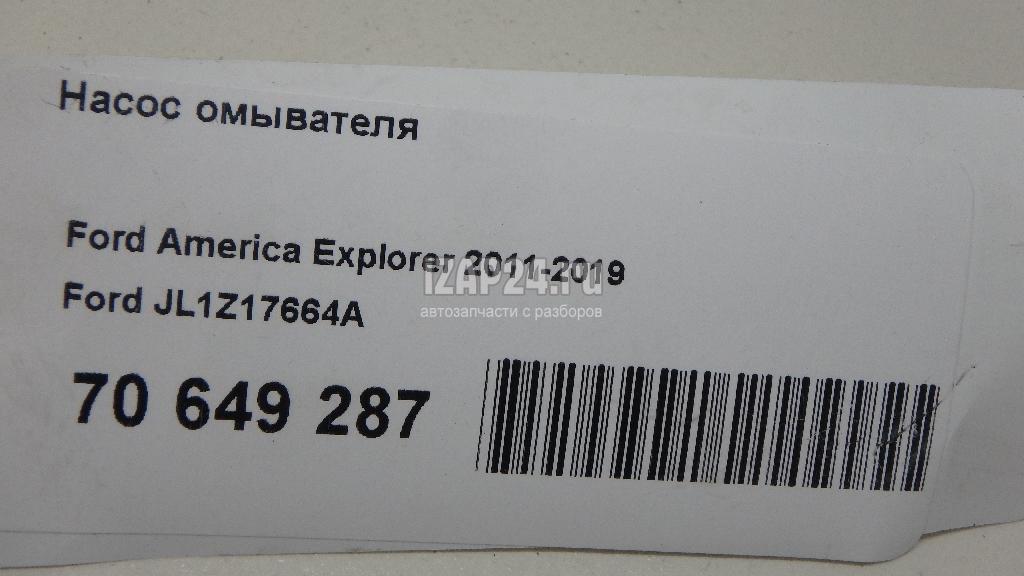 Насос омывателя
Ford America Explorer 2011-2019
IZAP24.ru
Ford JL1Z17664A
автозапчасти с разборов
70 649 287